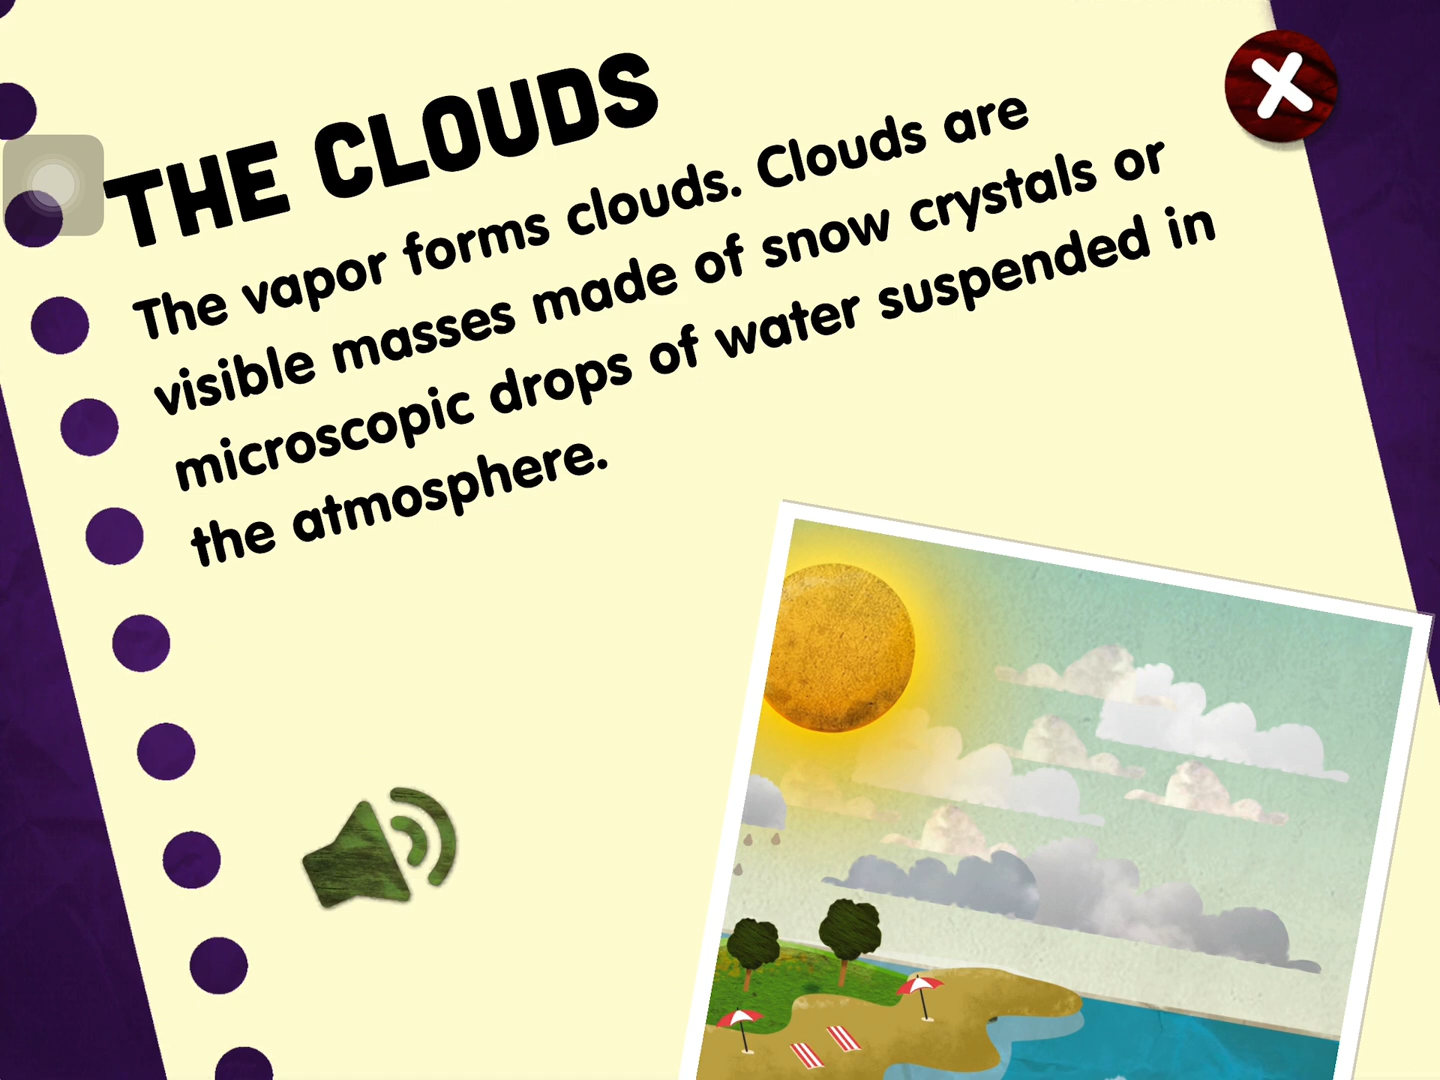 THE CLOUDS
The vapor forms clouds. Clouds are
visible masses made of snow crystals or
microscopic drops of water suspended in
the atmosphere.